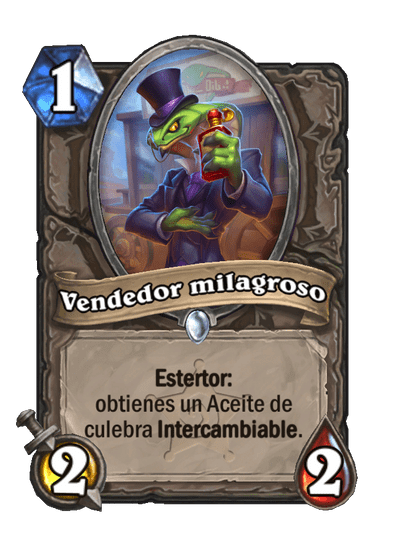 1
Vendedor milagroso
Estertor:
obtienes un Aceite de
culebra Intercambiable.
2
2